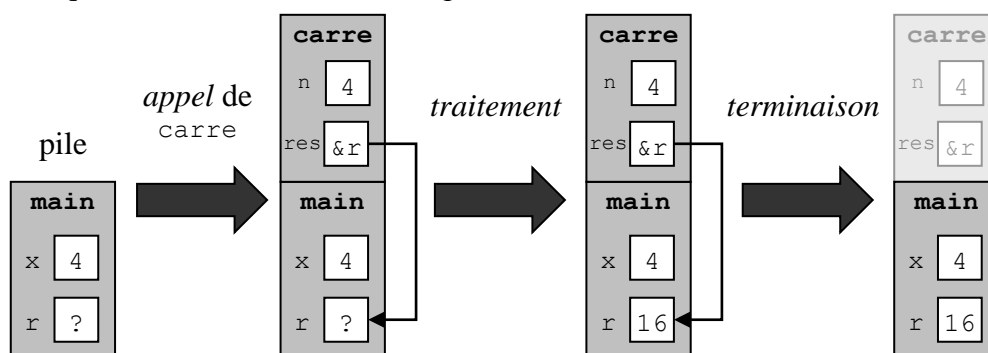 pile
main
x 4
r ?
appel de
carre
carre
n 4
res &r
main
x 4
r ?
traitement
carre
n 4
res &r
main
x 4
r 16
terminaison
carre
n 4
res &r
main
x 4
r 16